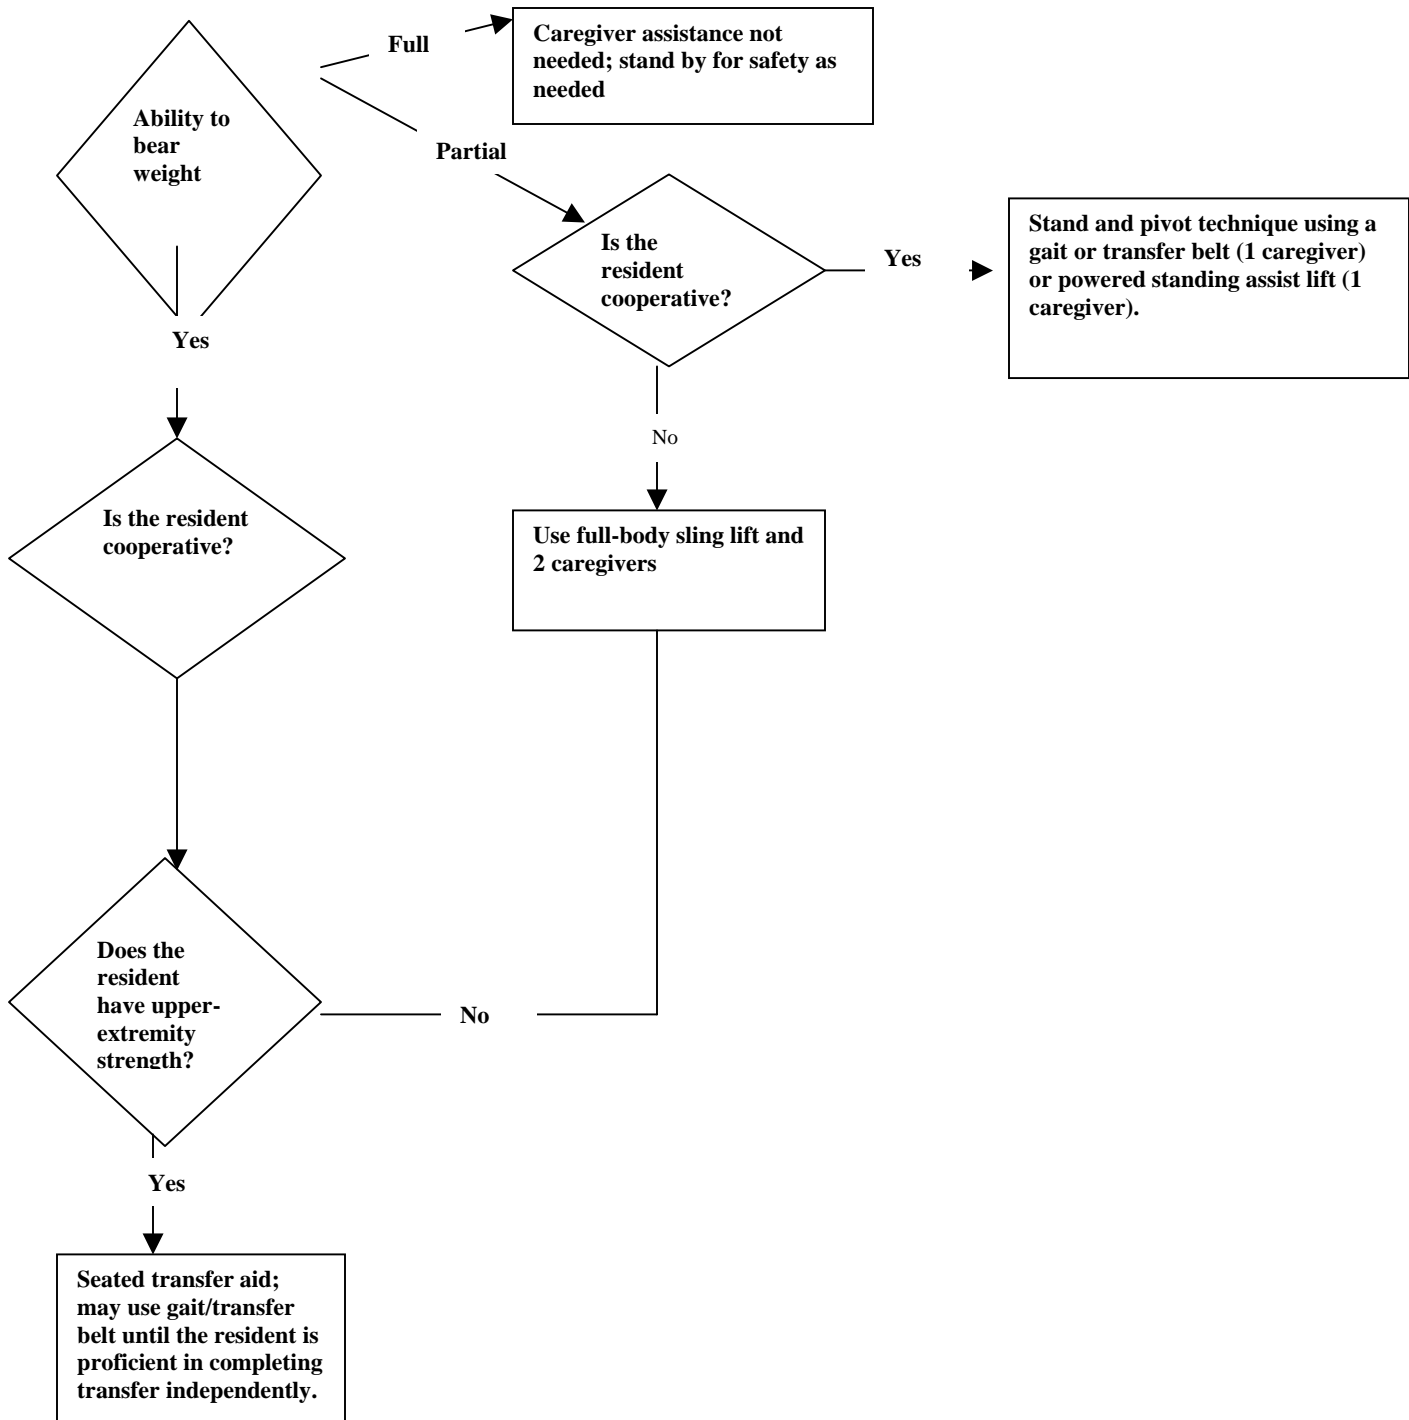 Full
Caregiver assistance not
needed; stand by for safety as
needed
Ability to
bear
weight
Partial
Is the
resident
cooperative?
Yes
Stand and pivot technique using a
gait or transfer belt (1 caregiver)
or powered standing assist lift (1
caregiver).
Yes
No
Is the resident
cooperative?
Use full-body sling lift and
2 caregivers
Does the
resident
have upper-
extremity
strength?
No
Yes
Seated transfer aid;
may use gait/transfer
belt until the resident is
proficient in completing
transfer independently.